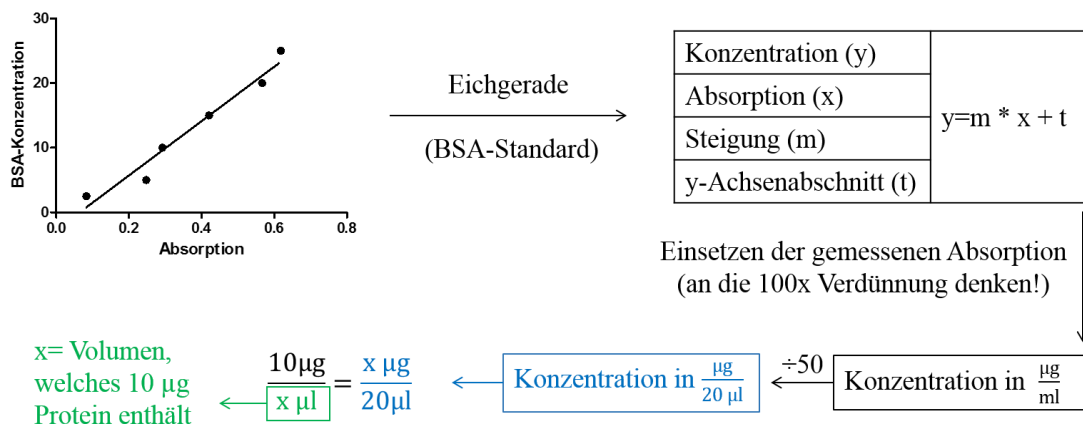 30
20
10
0
BSA-Konzentration
0.0 0.2 0.4 0.6 0.8
Absorption
Eichgerade
(BSA-Standard)
Konzentration (y)
Absorption (x)
Steigung (m)
y-Achsenabschnitt (t)
y=m * x + t
Einsetzen der gemessenen Absorption
(an die 100x Verdünnung denken!)
Konzentration in µg/ml
÷50
Konzentration in µg/20 µl
10µg/x µl = x µg/20µl
x= Volumen,
welches 10 µg
Protein enthält